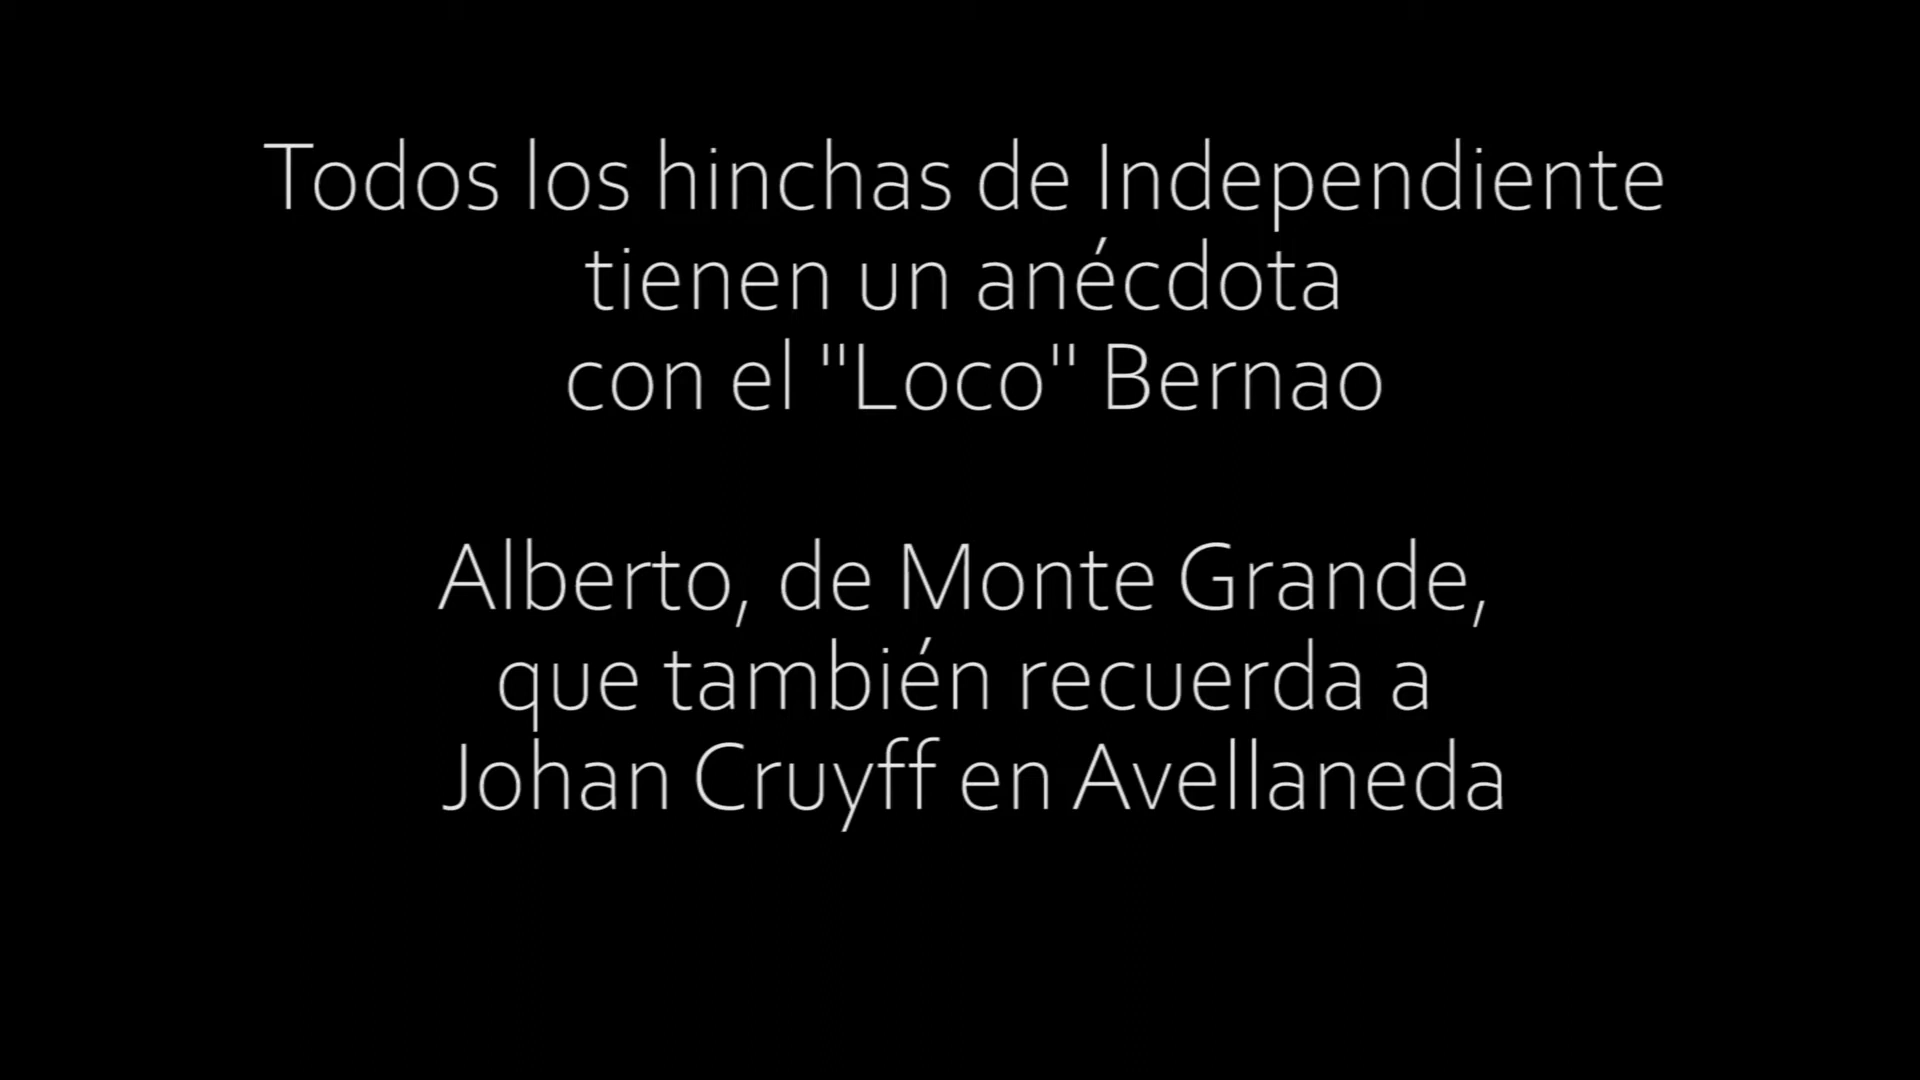 Todos los hinchas de Independiente
tienen un anécdota
con el "Loco" Bernao
Alberto, de Monte Grande,
que también recuerda a
Johan Cruyff en Avellaneda